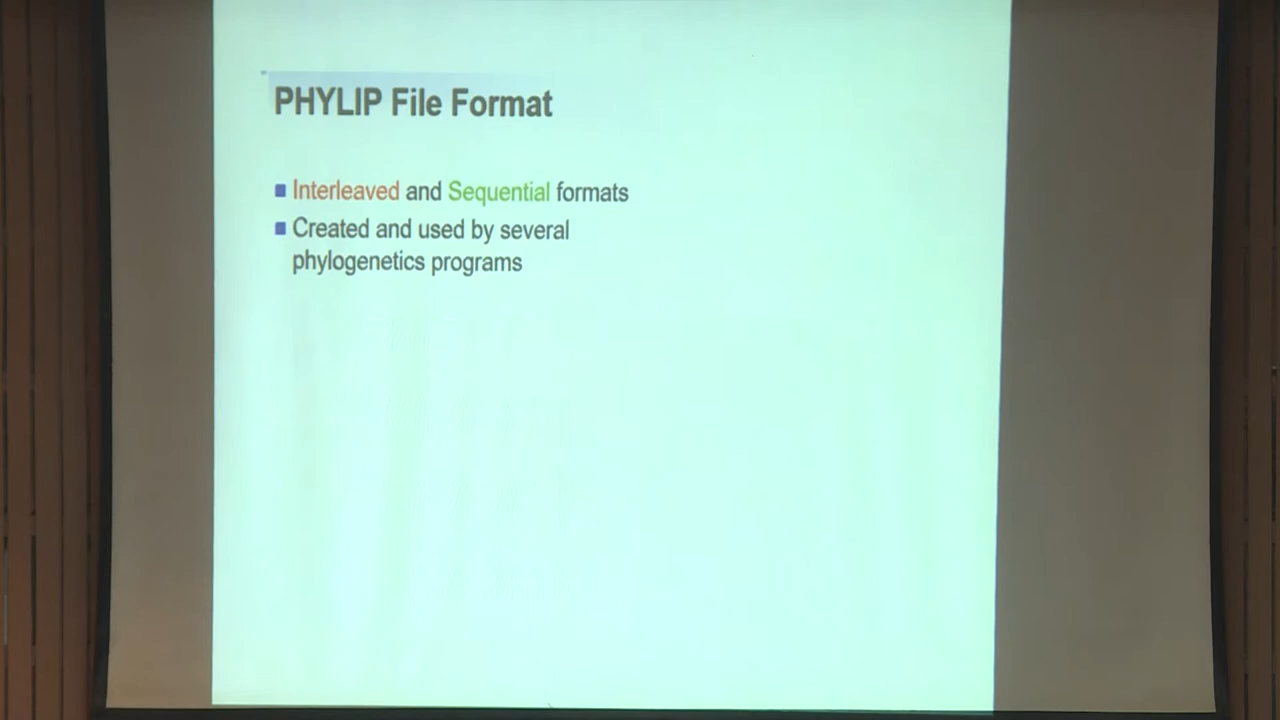 PHYLIP File Format
Interleaved and Sequential formats
Created and used by several
phylogenetics programs